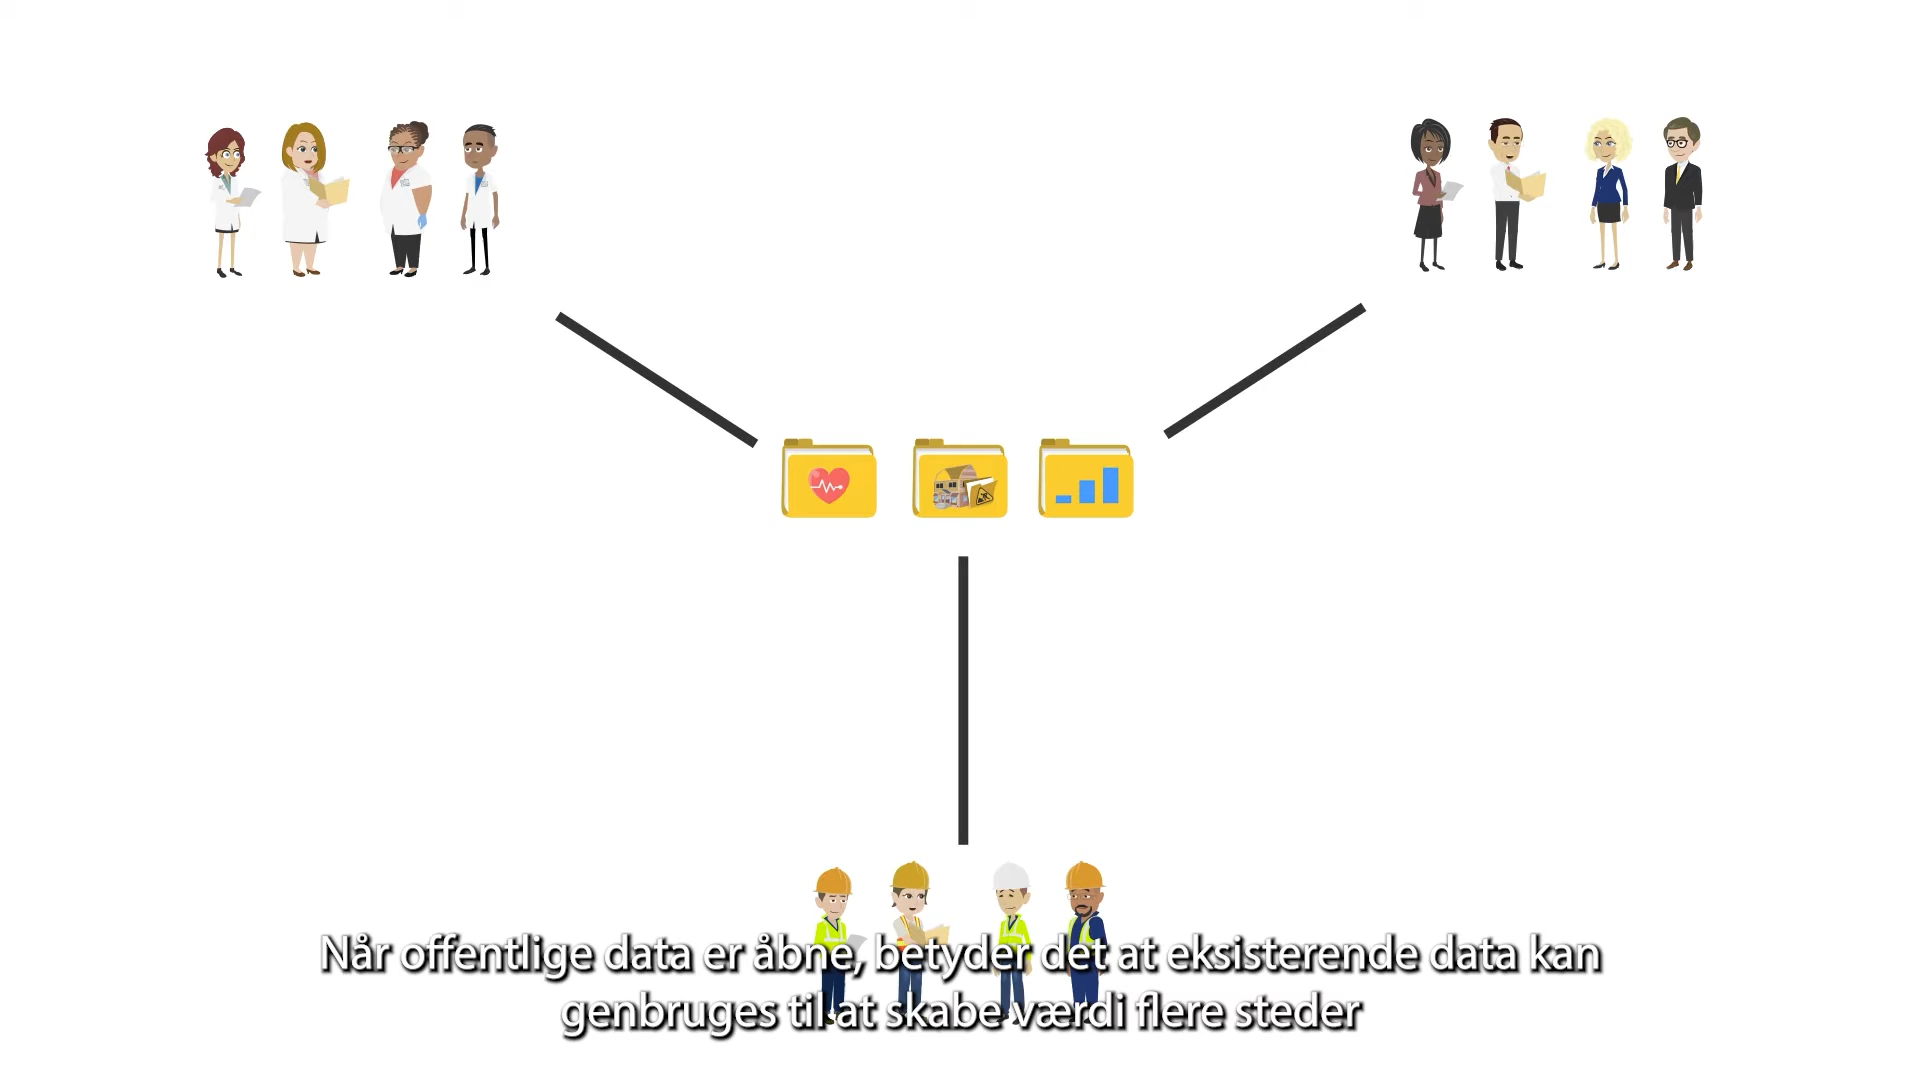 Når offentlige data er åbne, betyder det at eksisterende data kan
genbruges til at skabe værdi flere steder